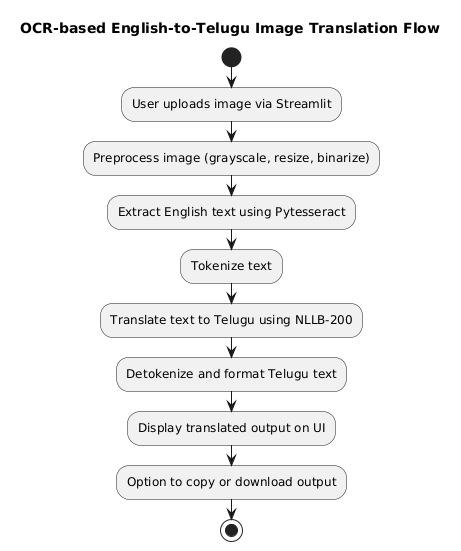 OCR-based English-to-Telugu Image Translation Flow
User uploads image via Streamlit
Preprocess image (grayscale, resize, binarize)
Extract English text using Pytesseract
Tokenize text
Translate text to Telugu using NLLB-200
Detokenize and format Telugu text
Display translated output on UI
Option to copy or download output